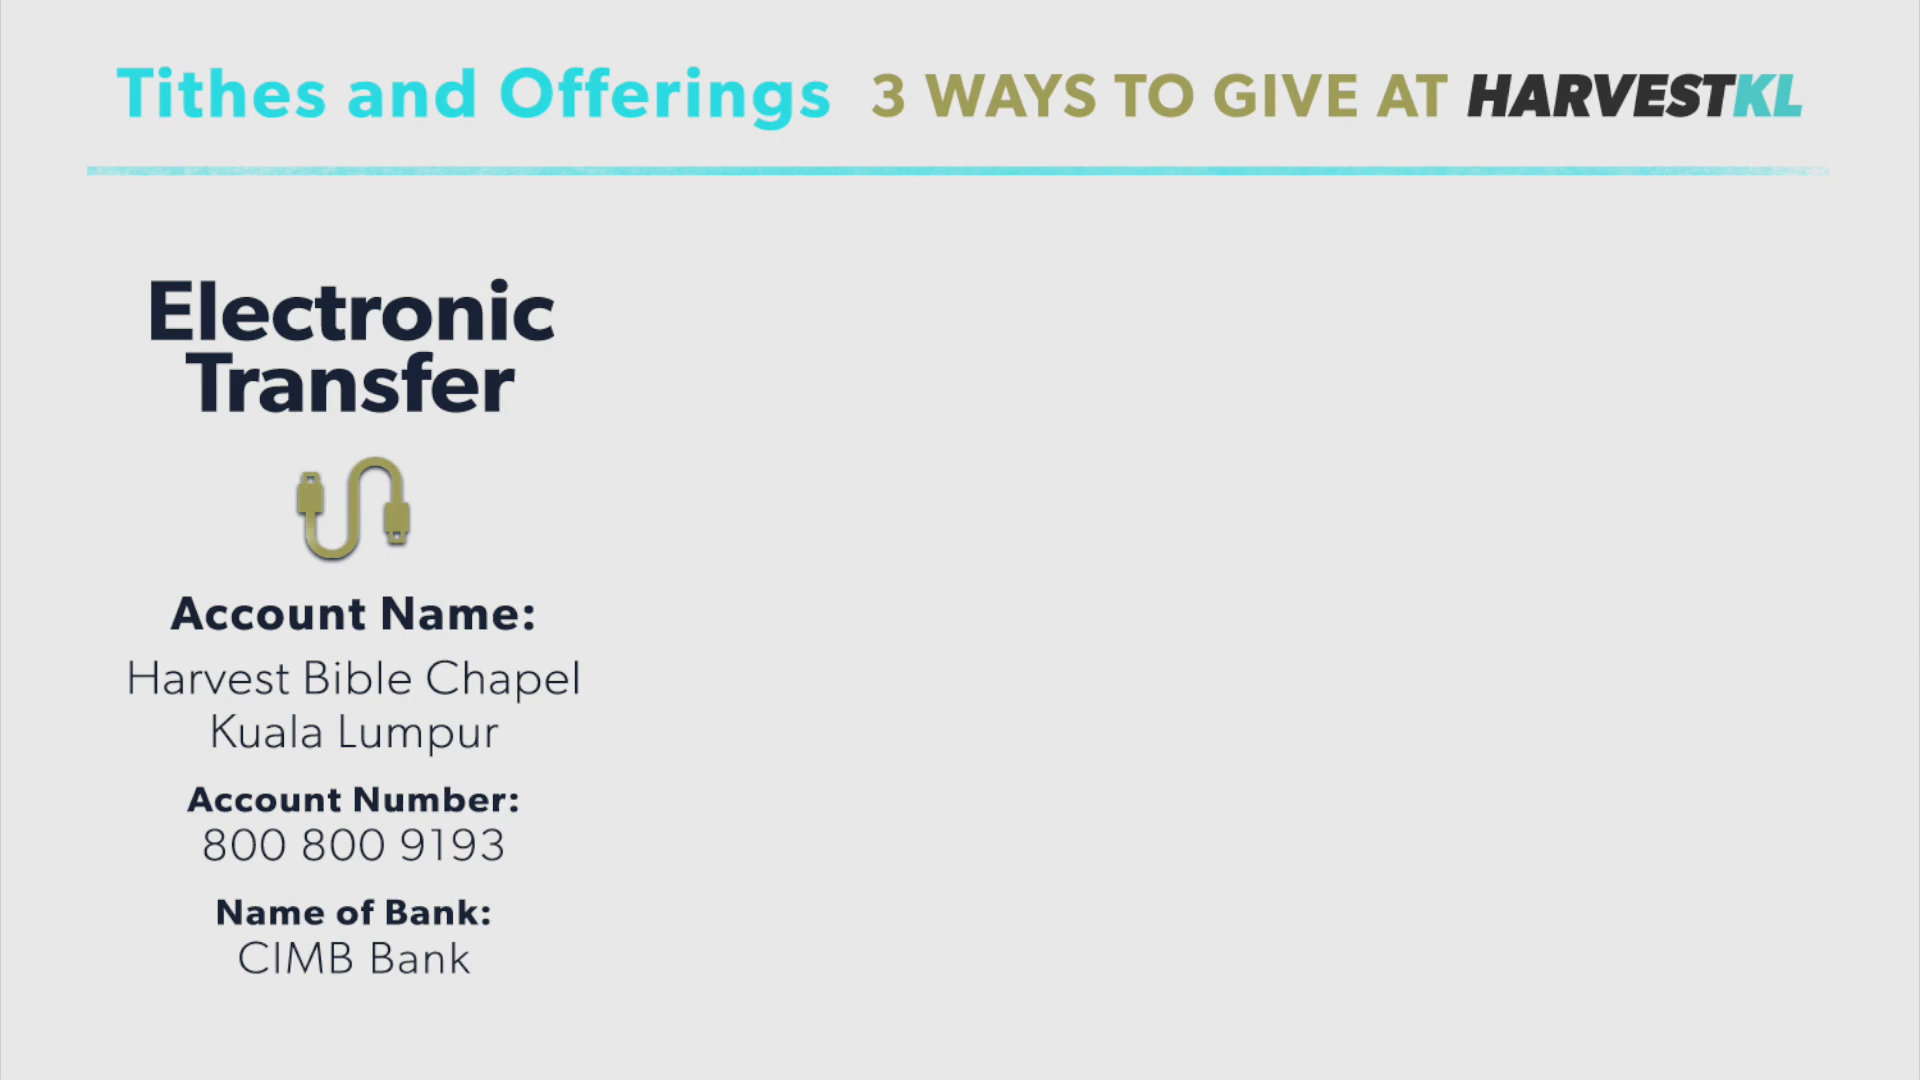 Tithes and Offerings 3 WAYS TO GIVE AT HARVESTKL
Electronic
Transfer
Account Name:
Harvest Bible Chapel
Kuala Lumpur
Account Number:
800 800 9193
Name of Bank:
CIMB Bank